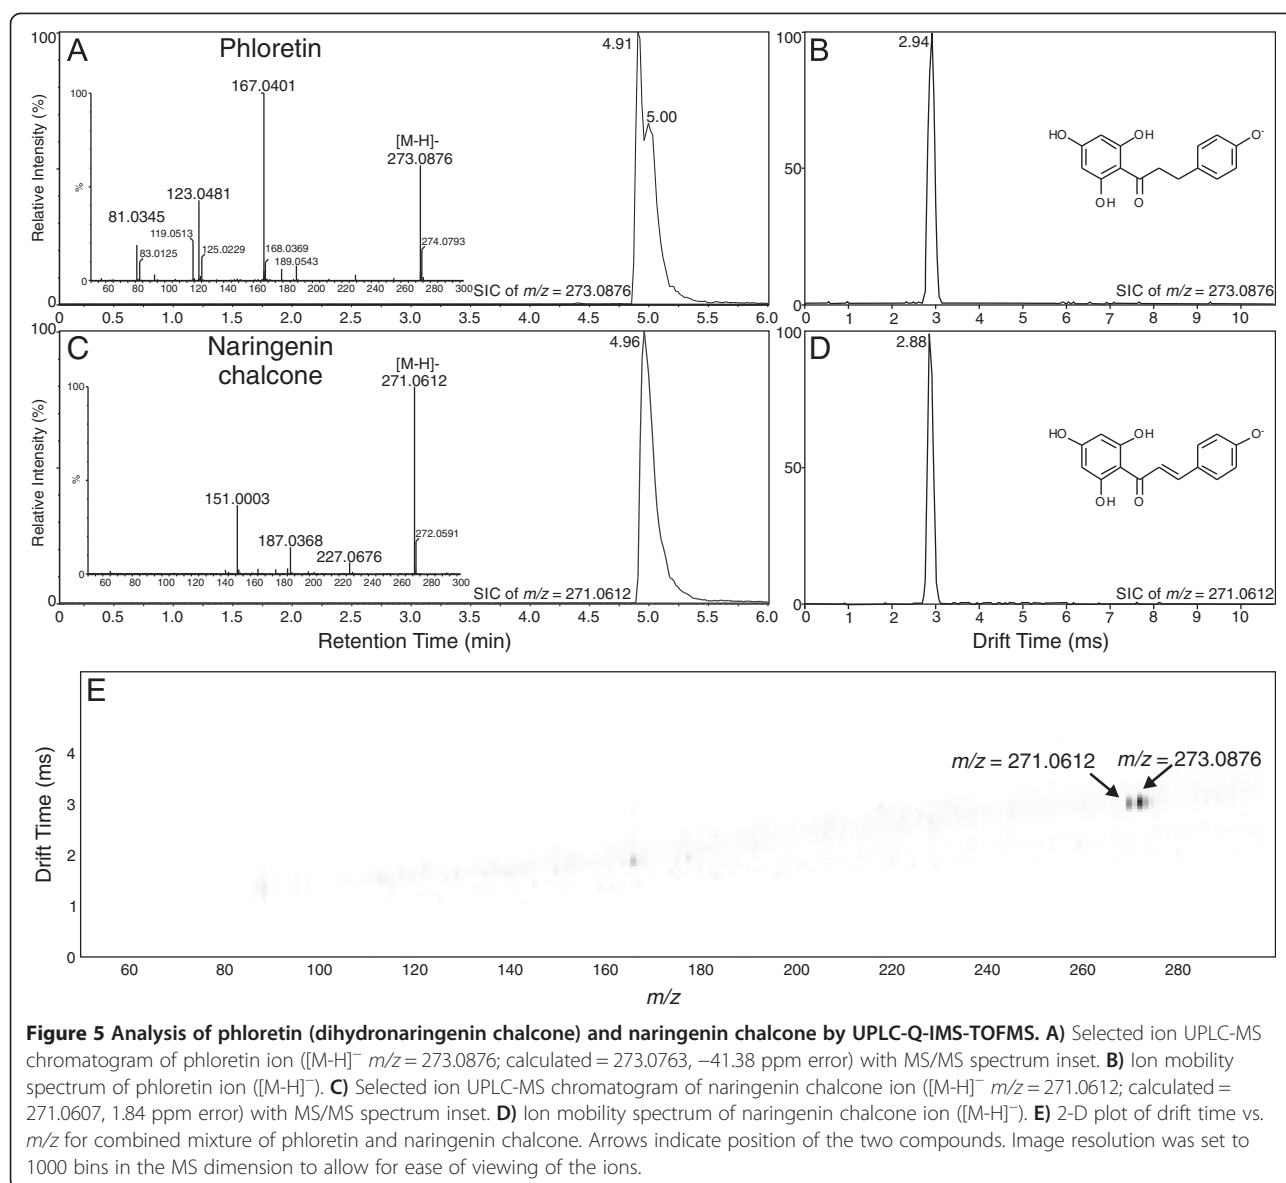 A
Phloretin
100
Relative Intensity (%)
0
4.91
5.00
100
%
0
167.0401
[M-H]-
273.0876
123.0481
81.0345
119.0513
83.0125
125.0229
168.0369
189.0543
274.0793
60 80 100 120 140 160 180 200 220 240 260 280 300
SIC of m/z = 273.0876
0 0.5 1.0 1.5 2.0 2.5 3.0 3.5 4.0 4.5 5.0 5.5 6.0
B
100
50
0
2.94
HO
OH
O-
OH
O
SIC of m/z = 273.0876
0 1 2 3 4 5 6 7 8 9 10
C
Naringenin
chalcone
100
Relative Intensity (%)
0
4.96
100
%
0
[M-H]-
271.0612
151.0003
187.0368
227.0676
272.0591
60 80 100 120 140 160 180 200 220 240 260 280 300
SIC of m/z = 271.0612
0 0.5 1.0 1.5 2.0 2.5 3.0 3.5 4.0 4.5 5.0 5.5 6.0
Retention Time (min)
D
100
50
0
2.88
HO
OH
O-
OH
O
SIC of m/z = 271.0612
0 1 2 3 4 5 6 7 8 9 10
Drift Time (ms)
E
Drift Time (ms)
4
3
2
1
0
m/z = 271.0612 m/z = 273.0876
60 80 100 120 140 160 180 200 220 240 260 280
m/z
Figure 5 Analysis of phloretin (dihydronaringenin chalcone) and naringenin chalcone by UPLC-Q-IMS-TOFMS. A) Selected ion UPLC-MS
chromatogram of phloretin ion ([M-H]⁻ m/z = 273.0876; calculated = 273.0763, −41.38 ppm error) with MS/MS spectrum inset. B) Ion mobility
spectrum of phloretin ion ([M-H]⁻). C) Selected ion UPLC-MS chromatogram of naringenin chalcone ion ([M-H]⁻ m/z = 271.0612; calculated =
271.0607, 1.84 ppm error) with MS/MS spectrum inset. D) Ion mobility spectrum of naringenin chalcone ion ([M-H]⁻). E) 2-D plot of drift time vs.
m/z for combined mixture of phloretin and naringenin chalcone. Arrows indicate position of the two compounds. Image resolution was set to
1000 bins in the MS dimension to allow for ease of viewing of the ions.